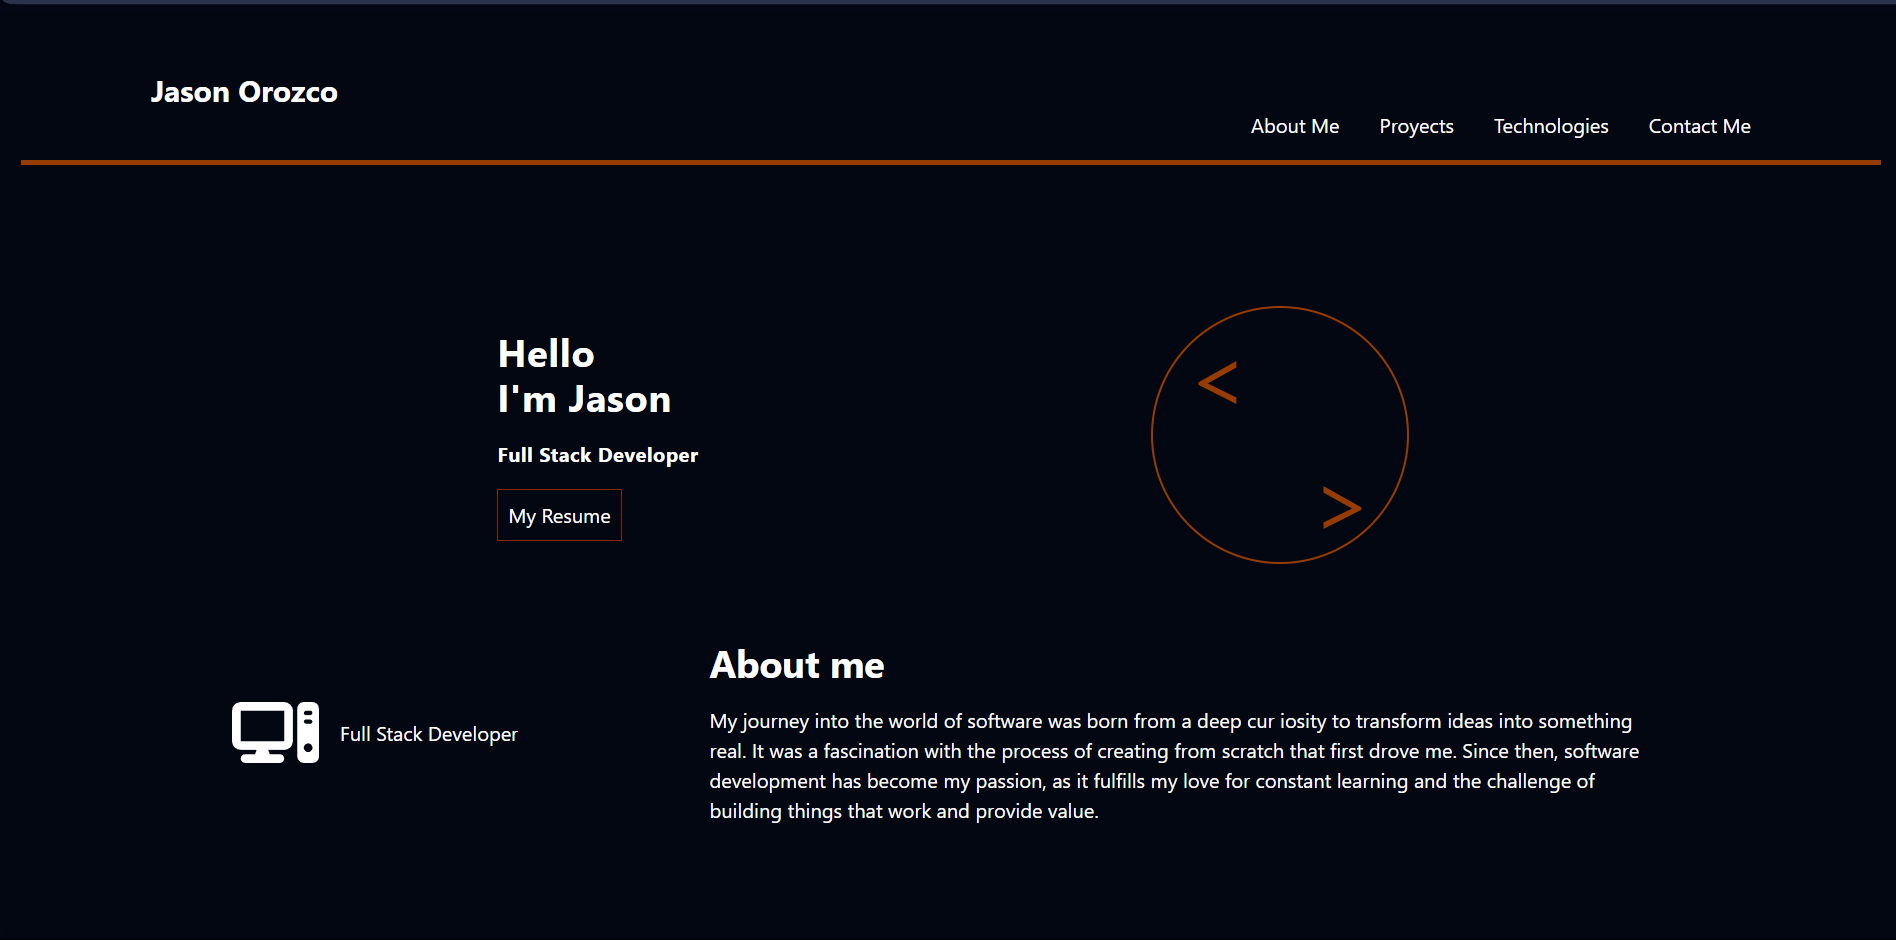 Jason Orozco
About Me Proyects Technologies Contact Me
Hello
I'm Jason
Full Stack Developer
My Resume
<
>
About me
Full Stack Developer
My journey into the world of software was born from a deep cur iosity to transform ideas into something
real. It was a fascination with the process of creating from scratch that first drove me. Since then, software
development has become my passion, as it fulfills my love for constant learning and the challenge of
building things that work and provide value.